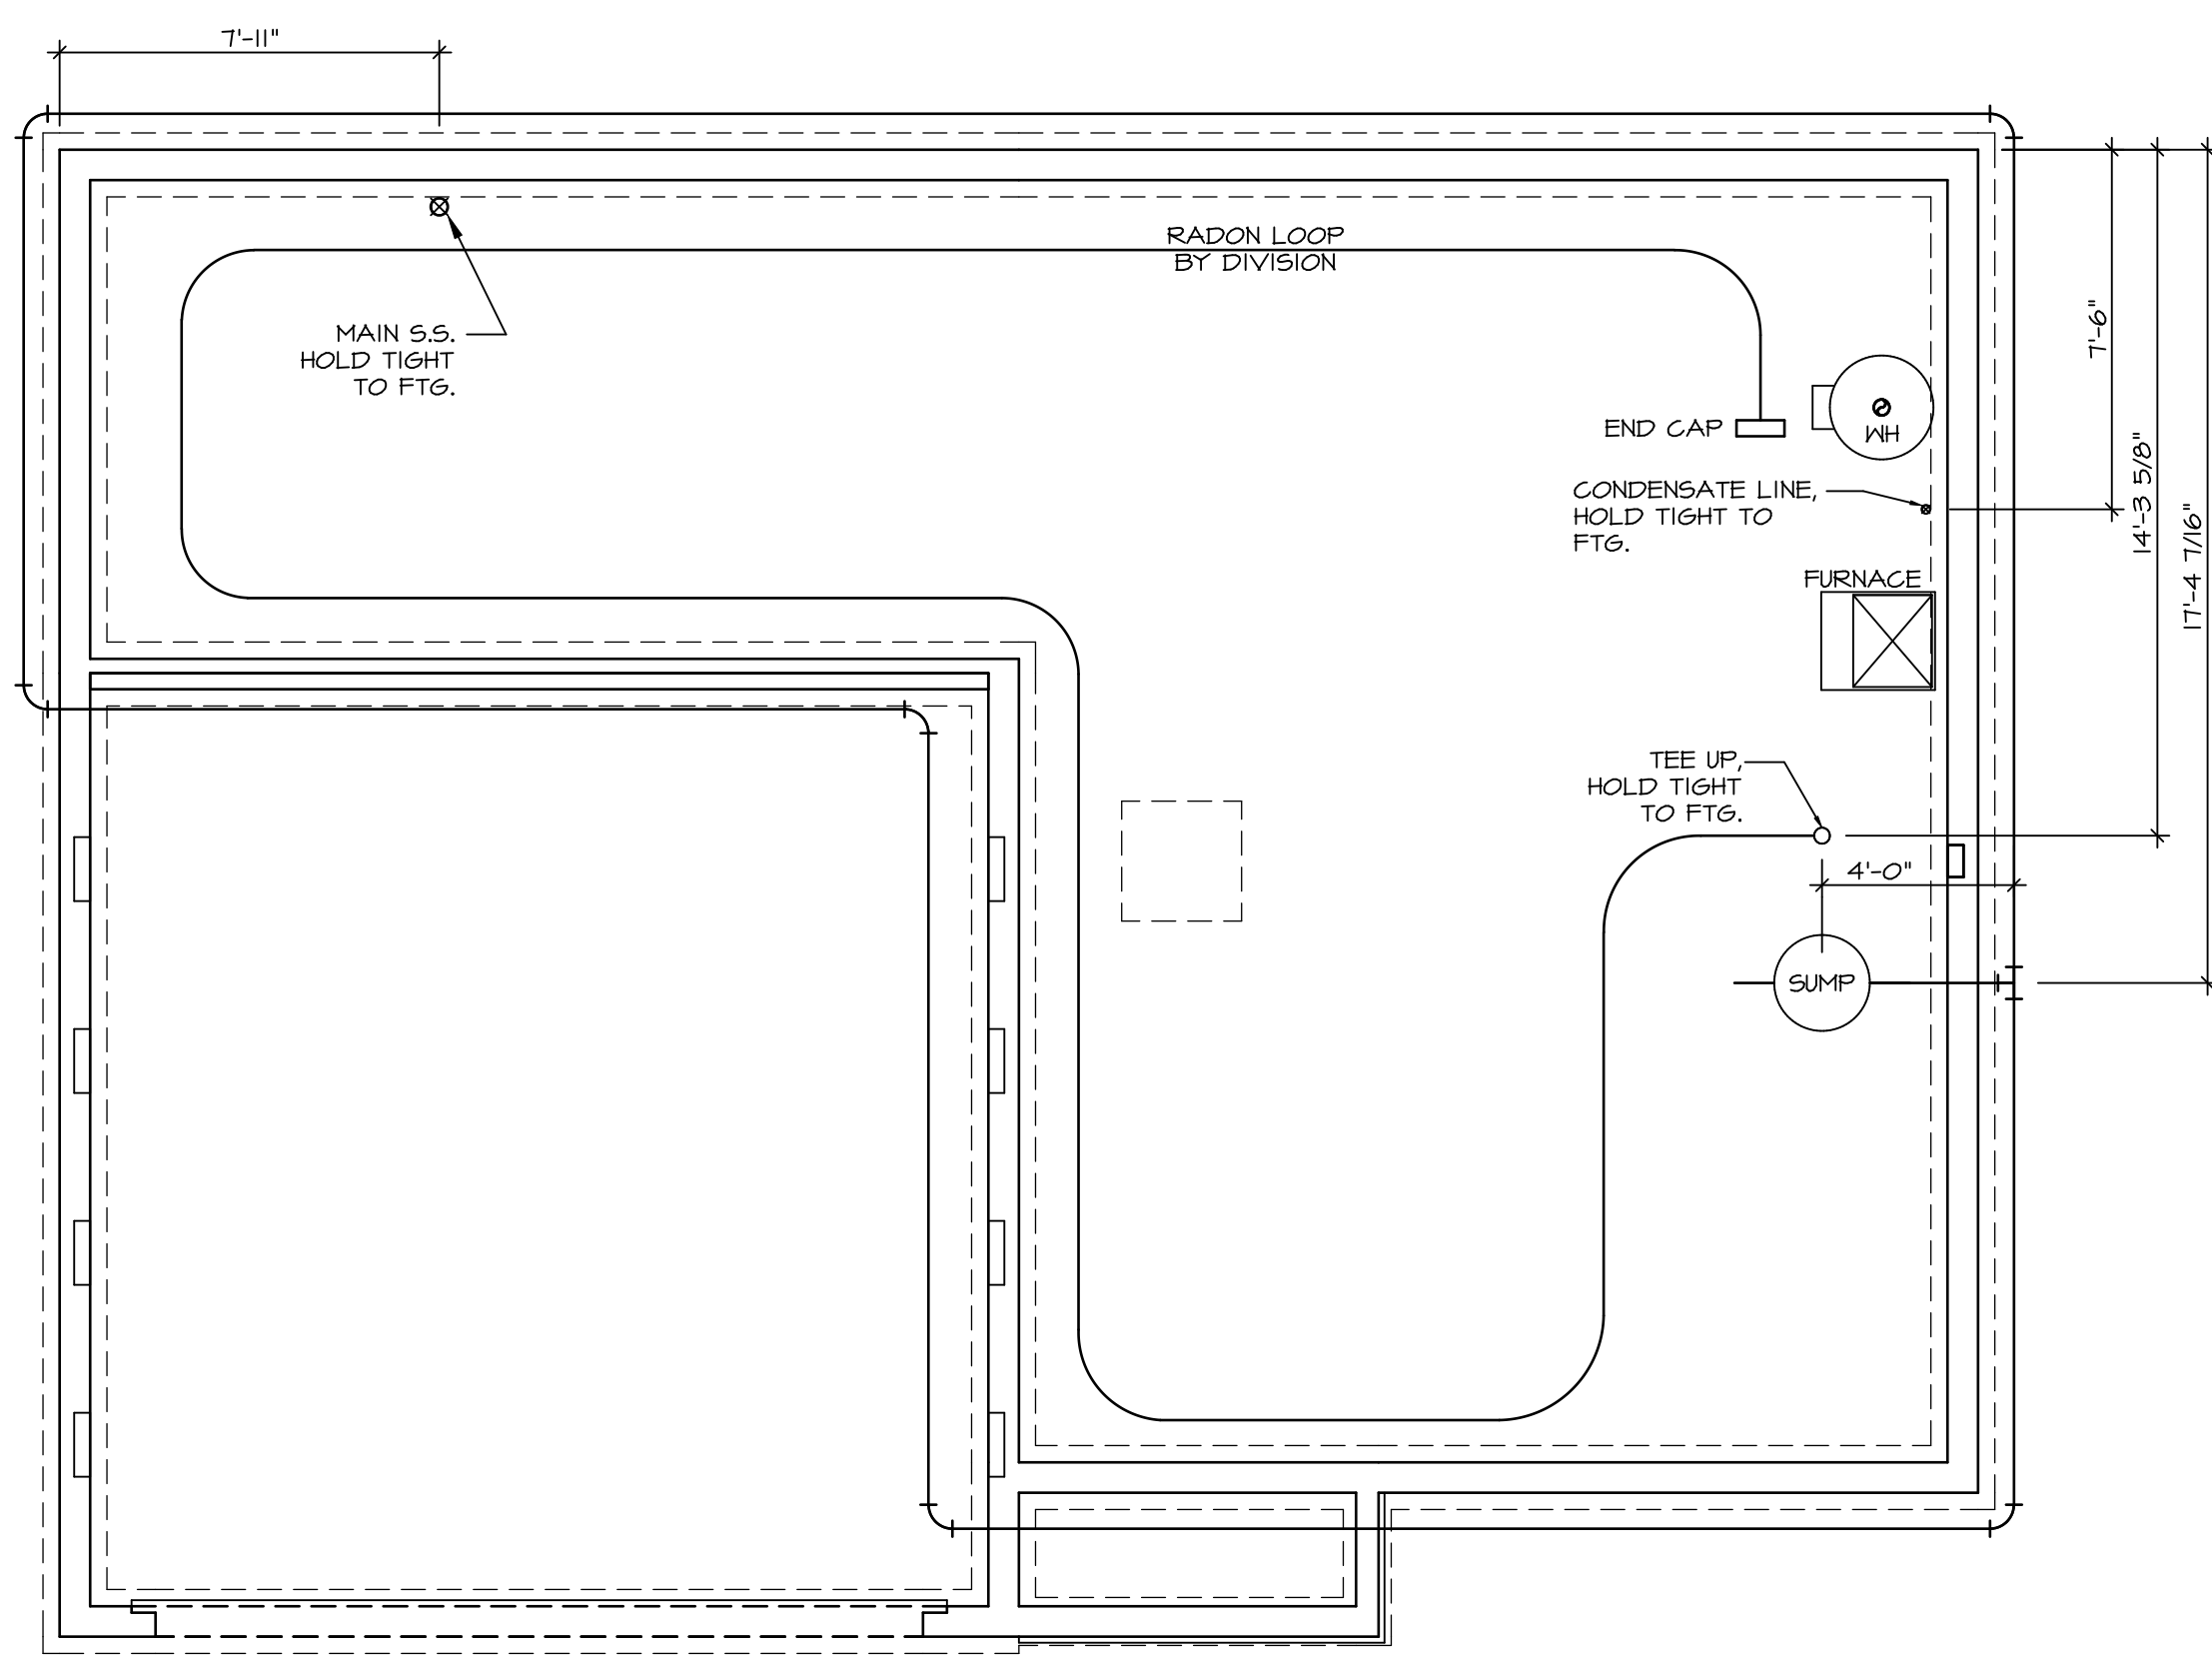 7'-11"
RADON LOOP
BY DIVISION
MAIN S.S.
HOLD TIGHT
TO FTG.
7'-6"
14'-3 5/8"
17'-4 7/16"
END CAP
WH
CONDENSATE LINE,
HOLD TIGHT TO
FTG.
FURNACE
TEE UP,
HOLD TIGHT
TO FTG.
4'-0"
SUMP